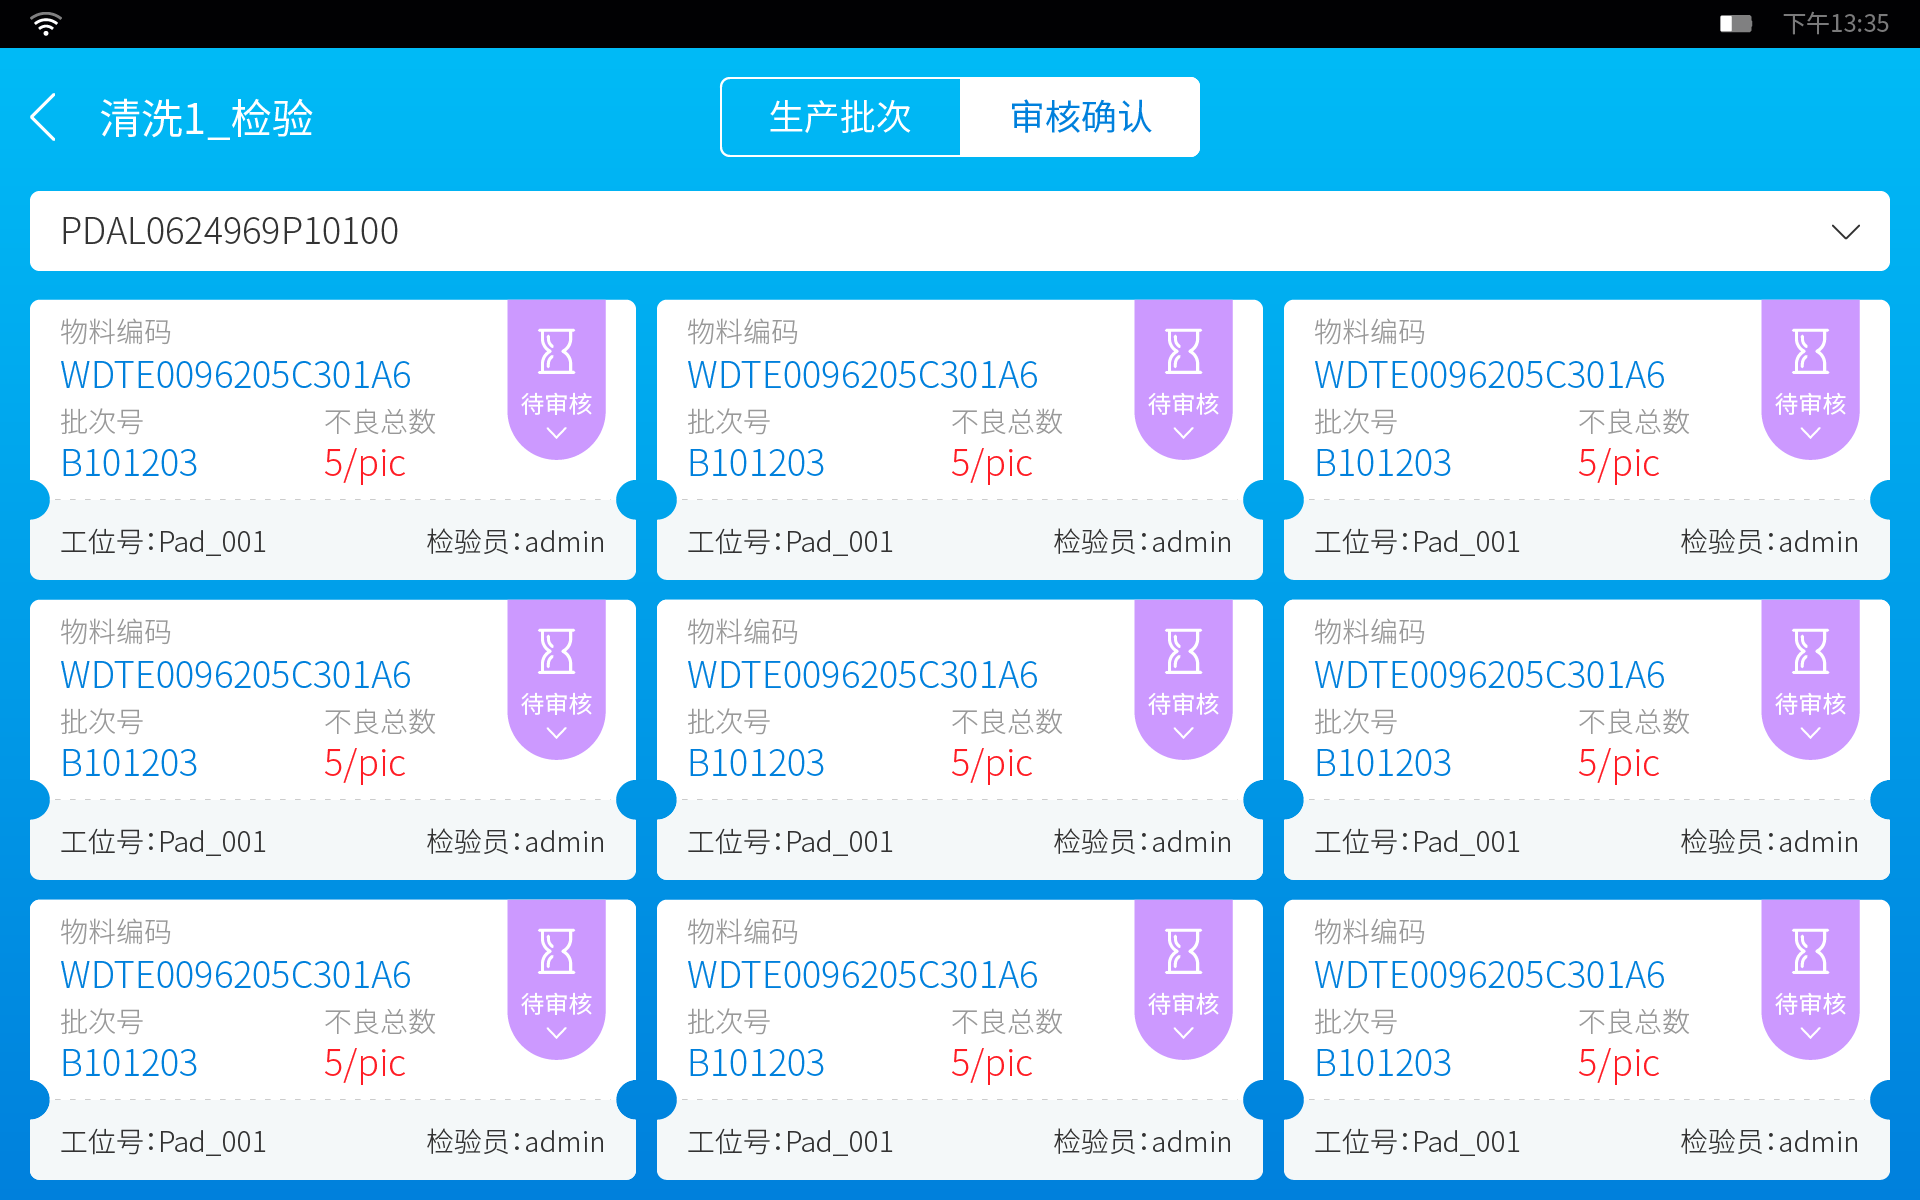 下午13:35
清洗1_检验
生产批次 审核确认
PDAL0624969P10100
物料编码 物料编码 物料编码
WDTE0096205C301A6 WDTE0096205C301A6 WDTE0096205C301A6
待审核 待审核 待审核
批次号 不良总数 批次号 不良总数 批次号 不良总数
B101203 5/pic B101203 5/pic B101203 5/pic
工位号:Pad_001 检验员:admin 工位号:Pad_001 检验员:admin 工位号:Pad_001 检验员:admin
物料编码 物料编码 物料编码
WDTE0096205C301A6 WDTE0096205C301A6 WDTE0096205C301A6
待审核 待审核 待审核
批次号 不良总数 批次号 不良总数 批次号 不良总数
B101203 5/pic B101203 5/pic B101203 5/pic
工位号:Pad_001 检验员:admin 工位号:Pad_001 检验员:admin 工位号:Pad_001 检验员:admin
物料编码 物料编码 物料编码
WDTE0096205C301A6 WDTE0096205C301A6 WDTE0096205C301A6
待审核 待审核 待审核
批次号 不良总数 批次号 不良总数 批次号 不良总数
B101203 5/pic B101203 5/pic B101203 5/pic
工位号:Pad_001 检验员:admin 工位号:Pad_001 检验员:admin 工位号:Pad_001 检验员:admin